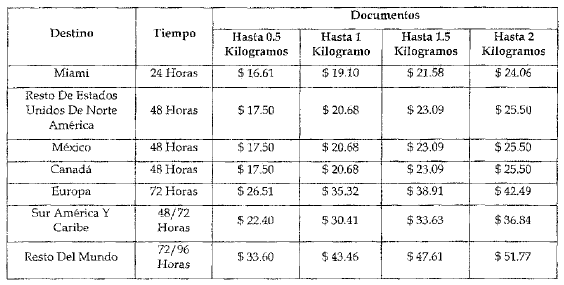 Destino Tiempo Documentos
Hasta 0.5 Kilogramos Hasta 1 Kilogramo Hasta 1.5 Kilogramos Hasta 2 Kilogramos
Miami 24 Horas $ 16.61 $ 19.10 $ 21.58 $ 24.06
Resto De Estados
Unidos De Norte
América 48 Horas $ 17.50 $ 20.68 $ 23.09 $ 25.50
México 48 Horas $ 17.50 $ 20.68 $ 23.09 $ 25.50
Canadá 48 Horas $ 17.50 $ 20.68 $ 23.09 $ 25.50
Europa 72 Horas $ 26.51 $ 35.32 $ 38.91 $ 42.49
Sur América Y
Caribe 48/72
Horas $ 22.40 $ 30.41 $ 33.63 $ 36.84
Resto Del Mundo 72/96
Horas $ 33.60 $ 43.46 $ 47.61 $ 51.77